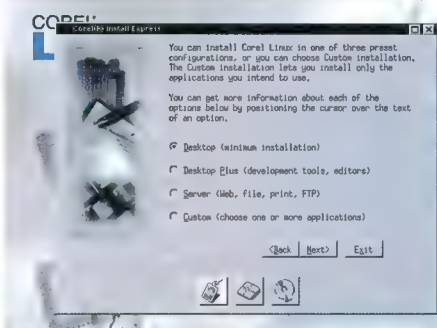 COREL
L
Corel(R) Install Express
You can install Corel Linux in one of three preset
configurations, or you can choose Custom installation.
The Custom installation lets you install only the
applications you intend to use.
You can get more information about each of the
options below by positioning the cursor over the text
of an option.
Desktop (minimum installation)
Desktop Plus (development tools, editors)
Server (Web, file, print, FTP)
Custom (choose one or more applications)
<Back Next> Exit